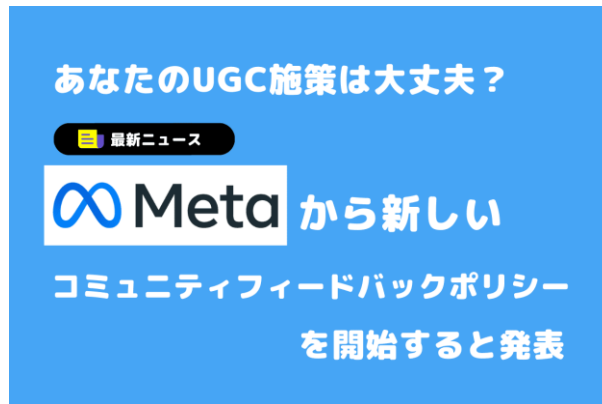 あなたのUGC施策は大丈夫？
最新ニュース
Meta から新しい
コミュニティフィードバックポリシー
を開始すると発表